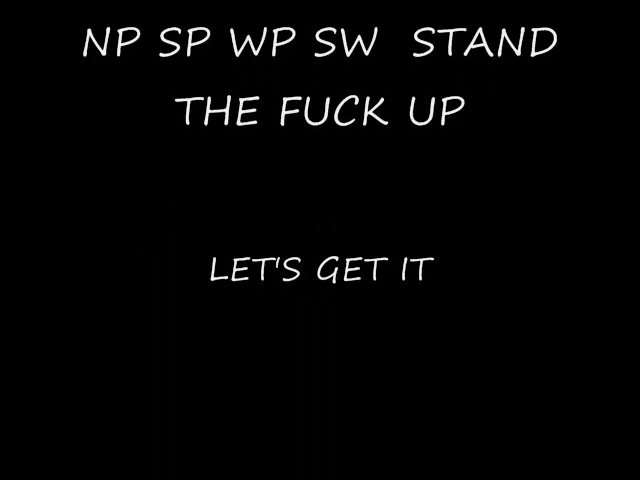 NP SP WP SW  STAND
THE FUCK UP
LET'S GET IT